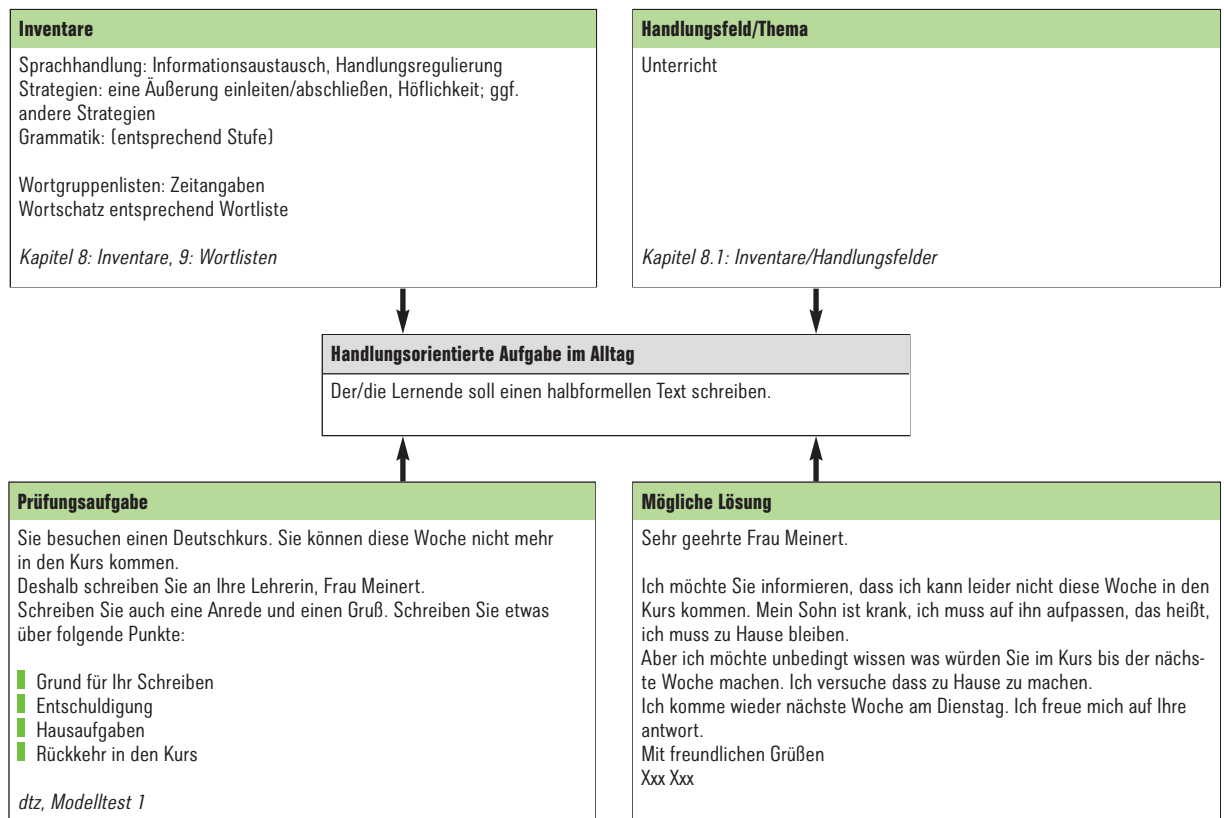 Inventare
Sprachhandlung: Informationsaustausch, Handlungsregulierung
Strategien: eine Äußerung einleiten/abschließen, Höflichkeit; ggf.
andere Strategien
Grammatik: (entsprechend Stufe)
Wortgruppenlisten: Zeitangaben
Wortschatz entsprechend Wortliste
Kapitel 8: Inventare, 9: Wortlisten
Handlungsfeld/Thema
Unterricht
Kapitel 8.1: Inventare/Handlungsfelder
Handlungsorientierte Aufgabe im Alltag
Der/die Lernende soll einen halbformellen Text schreiben.
Prüfungsaufgabe
Sie besuchen einen Deutschkurs. Sie können diese Woche nicht mehr
in den Kurs kommen.
Deshalb schreiben Sie an Ihre Lehrerin, Frau Meinert.
Schreiben Sie auch eine Anrede und einen Gruß. Schreiben Sie etwas
über folgende Punkte:
Grund für Ihr Schreiben
Entschuldigung
Hausaufgaben
Rückkehr in den Kurs
dtz, Modelltest 1
Mögliche Lösung
Sehr geehrte Frau Meinert.
Ich möchte Sie informieren, dass ich kann leider nicht diese Woche in den
Kurs kommen. Mein Sohn ist krank, ich muss auf ihn aufpassen, das heißt,
ich muss zu Hause bleiben.
Aber ich möchte unbedingt wissen was würden Sie im Kurs bis der nächs-
te Woche machen. Ich versuche dass zu Hause zu machen.
Ich komme wieder nächste Woche am Dienstag. Ich freue mich auf Ihre
antwort.
Mit freundlichen Grüßen
Xxx Xxx